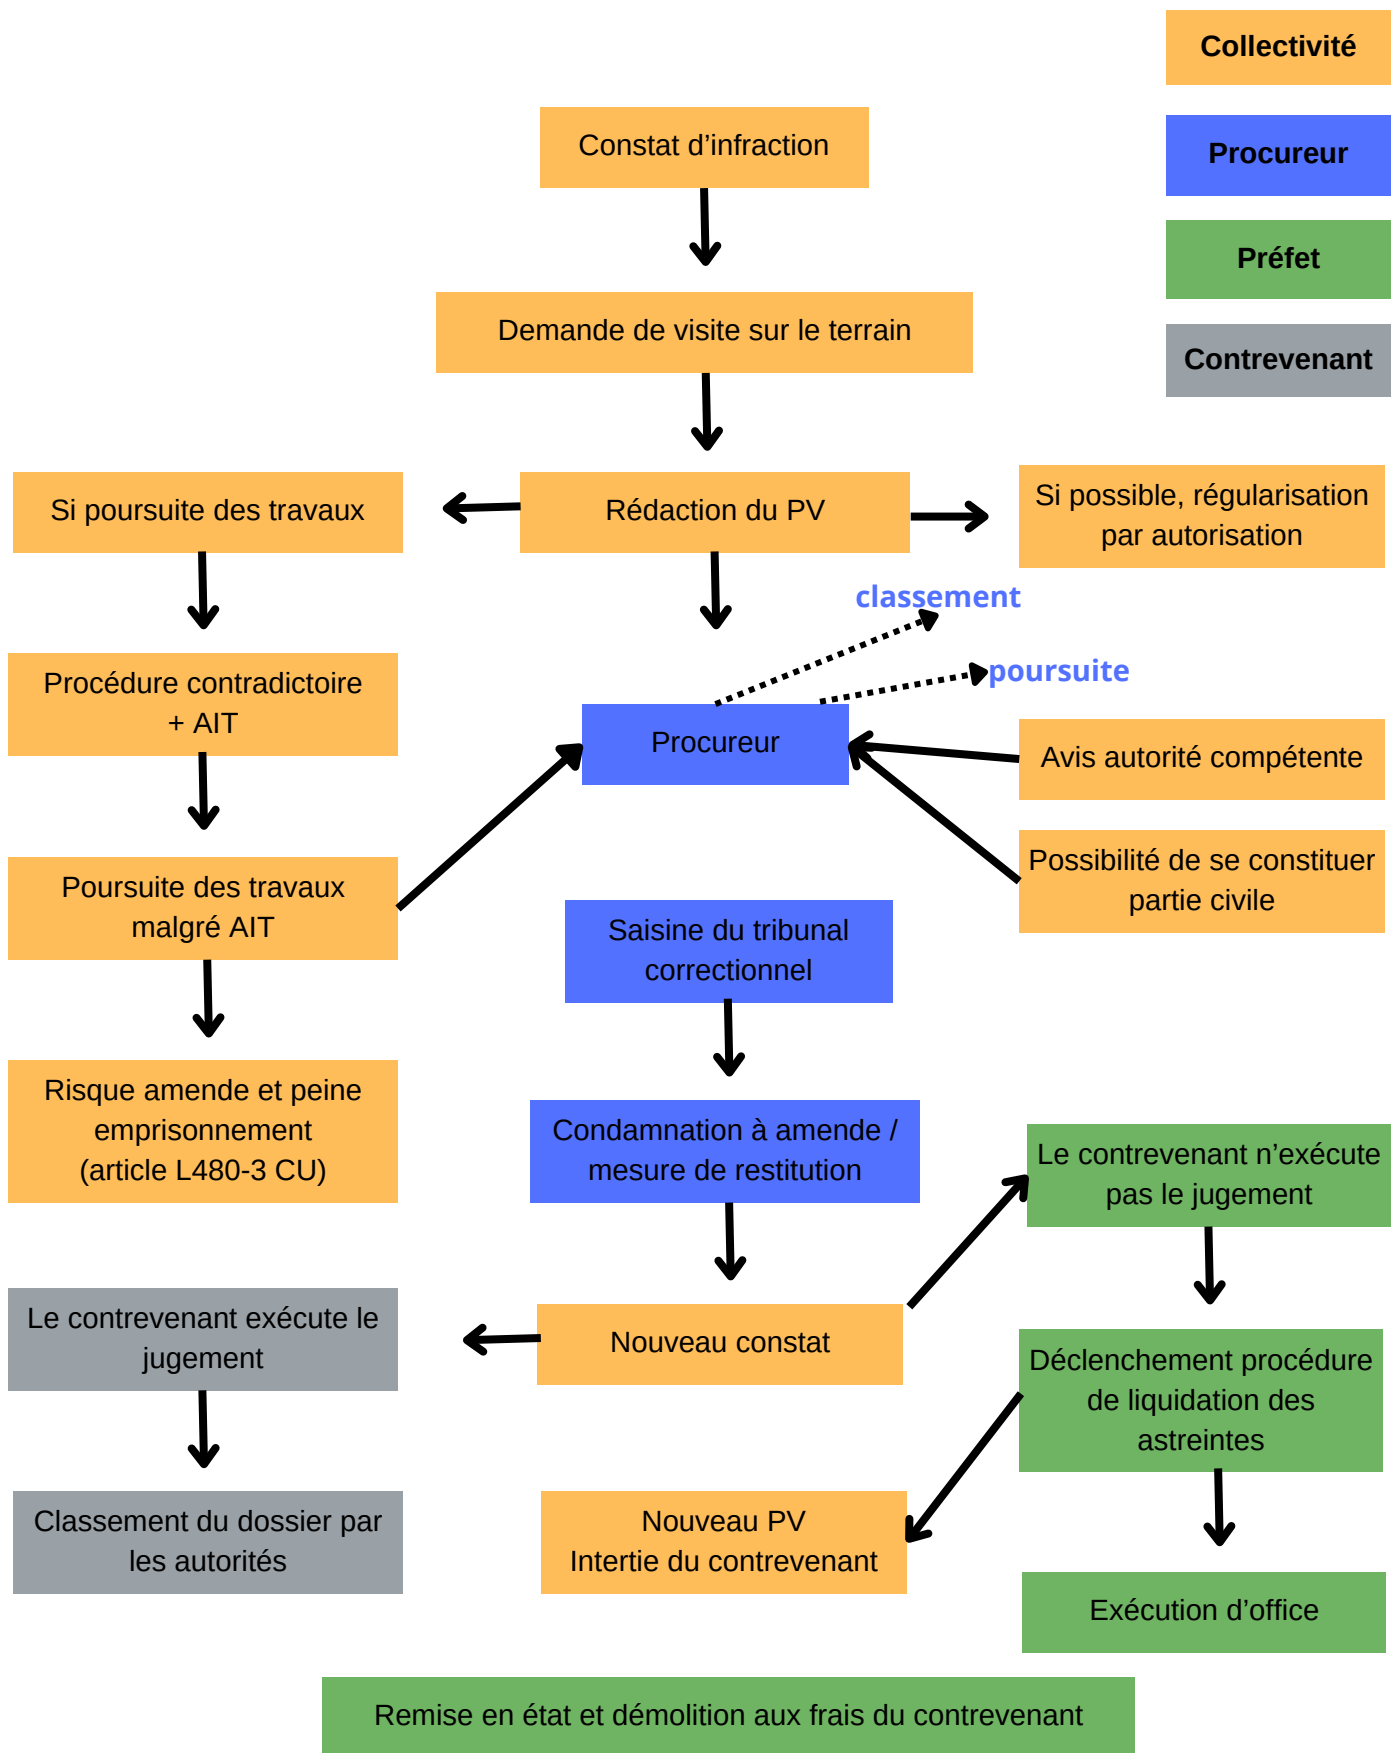 Collectivité
Procureur
Préfet
Contrevenant
Constat d’infraction
Demande de visite sur le terrain
Si poursuite des travaux
Rédaction du PV
Si possible, régularisation
par autorisation
classement
poursuite
Procédure contradictoire
+ AIT
Procureur
Avis autorité compétente
Possibilité de se constituer
partie civile
Poursuite des travaux
malgré AIT
Saisine du tribunal
correctionnel
Risque amende et peine
emprisonnement
(article L480-3 CU)
Condamnation à amende /
mesure de restitution
Le contrevenant n’exécute
pas le jugement
Le contrevenant exécute le
jugement
Nouveau constat
Déclenchement procédure
de liquidation des
astreintes
Classement du dossier par
les autorités
Nouveau PV
Intertie du contrevenant
Exécution d’office
Remise en état et démolition aux frais du contrevenant